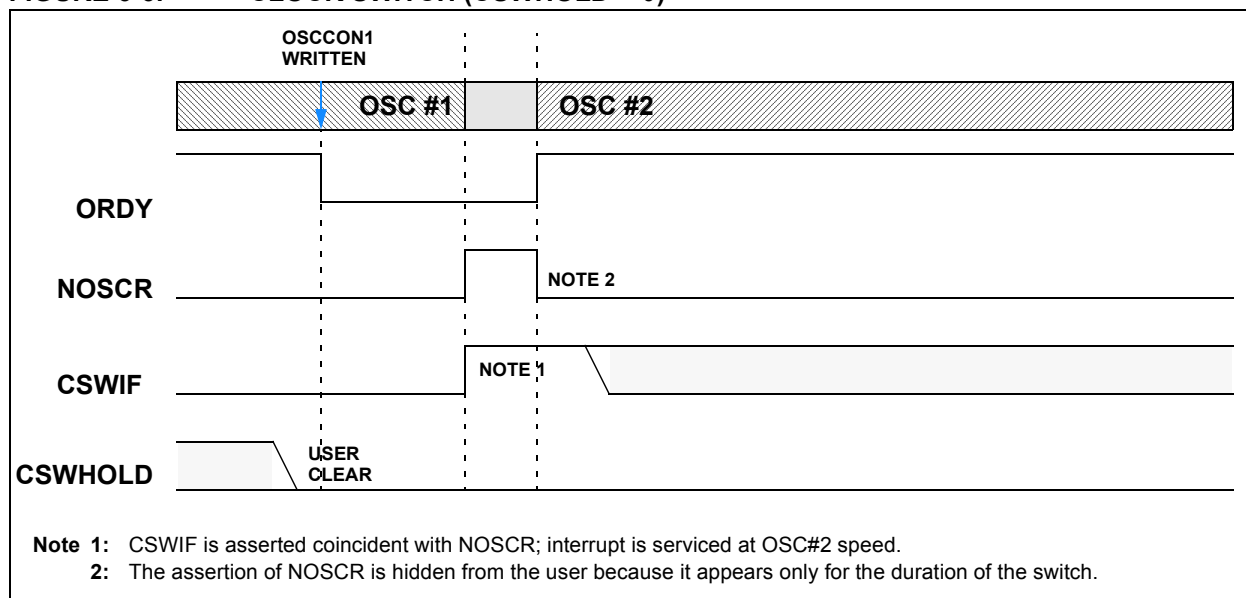 OSCCON1
WRITTEN
OSC #1
OSC #2
ORDY
NOSCR
NOTE 2
CSWIF
NOTE 1
CSWHOLD
USER
CLEAR
Note 1: CSWIF is asserted coincident with NOSCR; interrupt is serviced at OSC#2 speed.
2: The assertion of NOSCR is hidden from the user because it appears only for the duration of the switch.